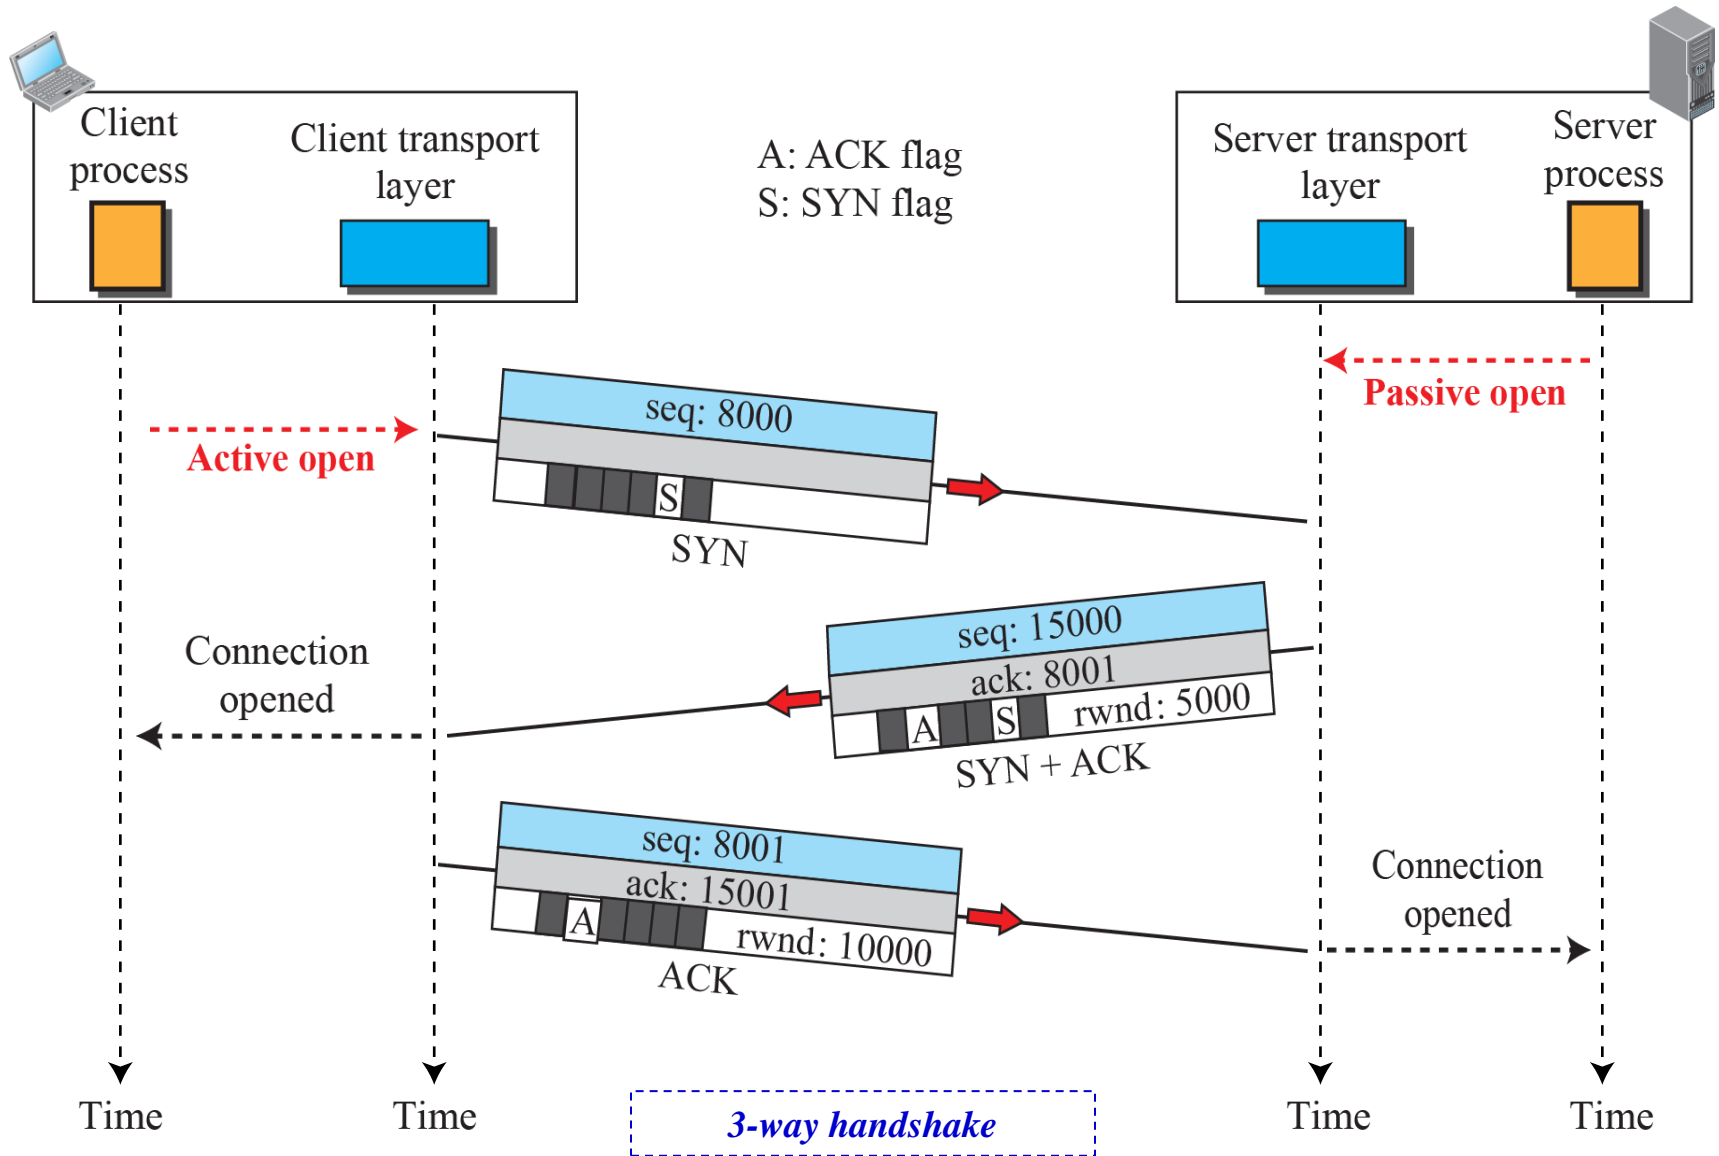 Client
process
Client transport
layer
A: ACK flag
S: SYN flag
Server transport
layer
Server
process
Passive open
Active open
seq: 8000
S
SYN
seq: 15000
ack: 8001
A
S
rwnd: 5000
SYN + ACK
Connection
opened
seq: 8001
ack: 15001
A
rwnd: 10000
ACK
Connection
opened
Time
Time
3-way handshake
Time
Time